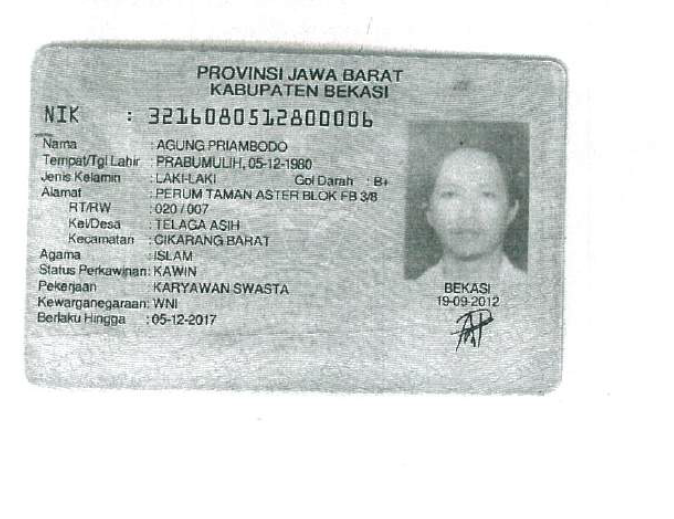 PROVINSI JAWA BARAT
KABUPATEN BEKASI
NIK : 3216080512800006
Nama : AGUNG PRIAMBODO
Tempat/Tgl Lahir : PRABUMULIH, 05-12-1980
Jenis Kelamin : LAKI-LAKI Gol Darah : B+
Alamat : PERUM TAMAN ASTER BLOK FB 3/8
RT/RW : 020 / 007
Kel/Desa : TELAGA ASIH
Kecamatan : CIKARANG BARAT
Agama : ISLAM
Status Perkawinan: KAWIN
Pekerjaan : KARYAWAN SWASTA
Kewarganegaraan: WNI
Berlaku Hingga : 05-12-2017
BEKASI
19-09-2012